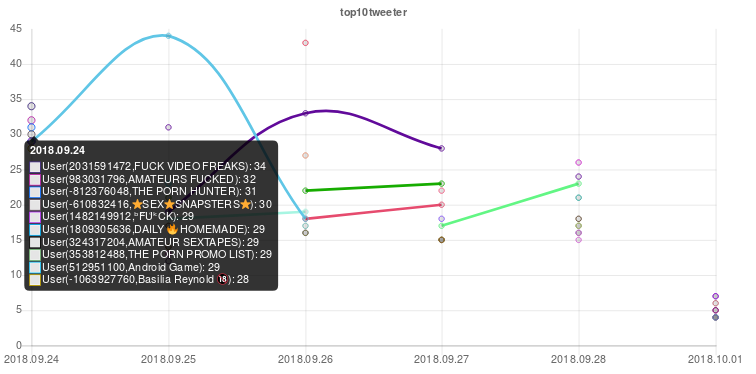 top10tweeter
45
40
35
30
25
20
15
10
5
0
2018.09.24
User(2031591472,FUCK VIDEO FREAKS): 34
User(983031796,AMATEURS FUCKED): 32
User(-812376048,THE PORN HUNTER): 31
User(-610832416,⭐SEX⭐SNAPSTERS⭐): 30
User(1482149912,ᵇFUᶜCK): 29
User(1809305636,DAILY 🔥 HOMEMADE): 29
User(324317204,AMATEUR SEXTAPES): 29
User(353812488,THE PORN PROMO LIST): 29
User(512951100,Android Game): 29
User(-1063927760,Basilia Reynold 🔞): 28
2018.09.24 2018.09.25 2018.09.26 2018.09.27 2018.09.28 2018.10.01